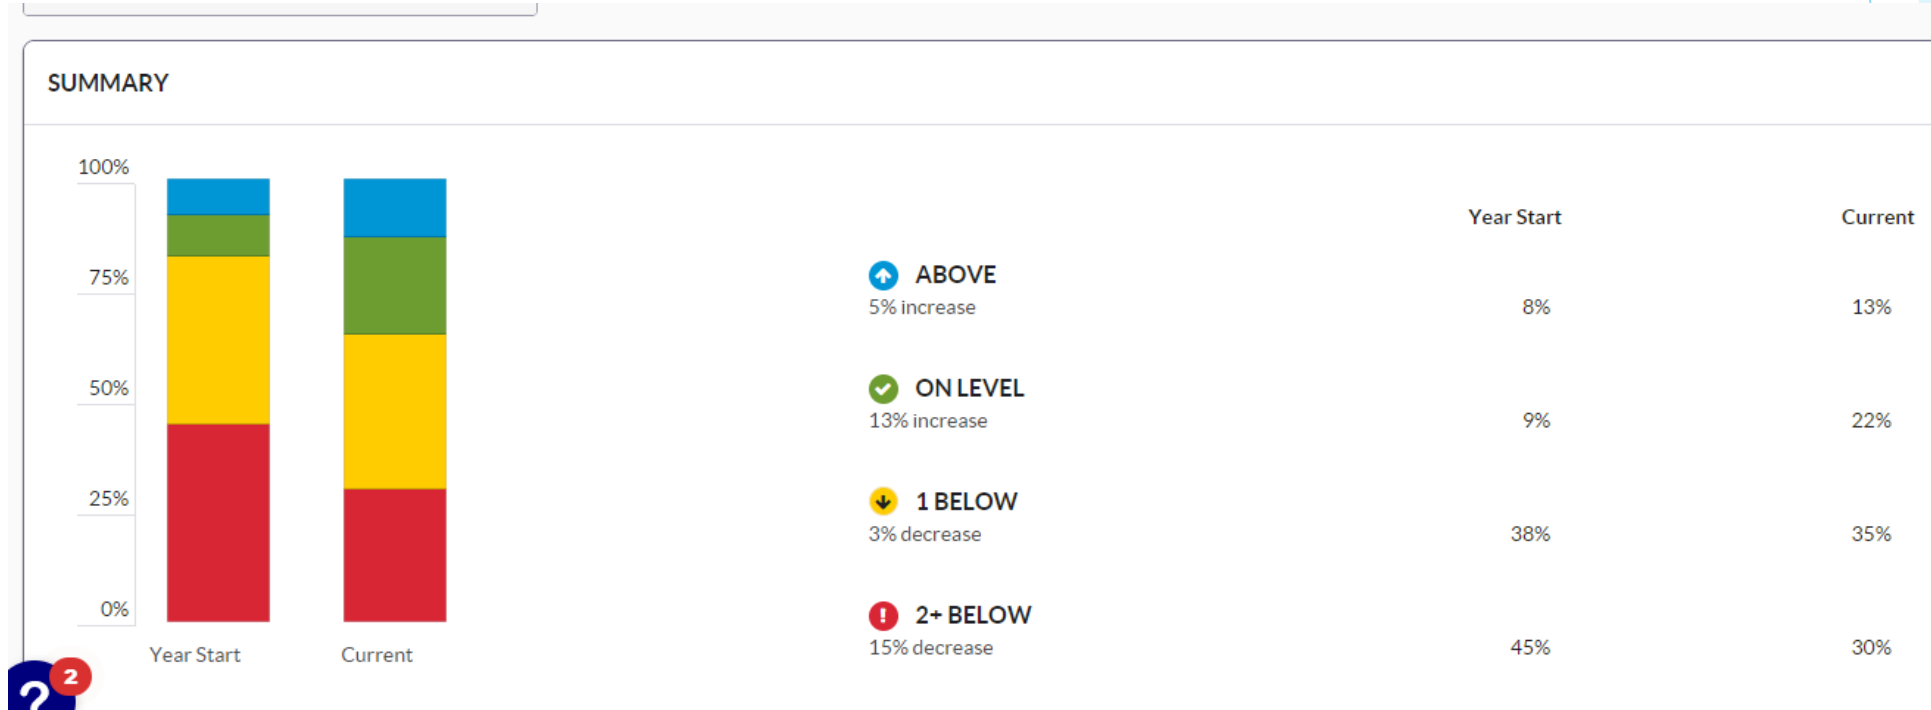 SUMMARY
100%
75%
50%
25%
0%
Year Start Current
Year Start Current
ABOVE
5% increase 8% 13%
ON LEVEL
13% increase 9% 22%
1 BELOW
3% decrease 38% 35%
2+ BELOW
15% decrease 45% 30%
? 2